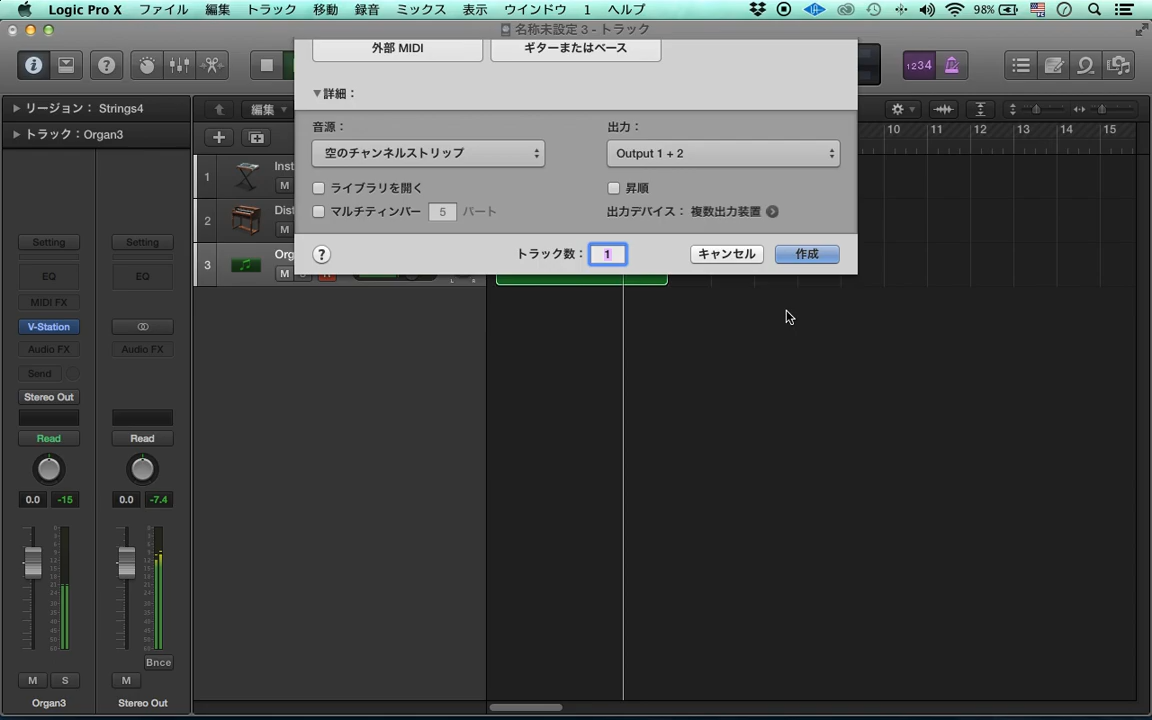 Logic Pro X ファイル 編集 トラック 移動 録音 ミックス 表示 ウインドウ 1 ヘルプ 98%
名称未設定 3 - トラック
外部 MIDI ギターまたはベース
1234
詳細：
リージョン： Strings4
編集
10 11 12 13 14 15
トラック：Organ3
音源： 出力：
空のチャンネルストリップ Output 1 + 2
1 Inst
M
ライブラリを開く 昇順
マルチティンバー 5 パート 出力デバイス： 複数出力装置
2 Dist
M
Setting Setting
? トラック数： 1 キャンセル 作成
3 Org
M S R
EQ EQ
MIDI FX
V-Station
Audio FX Audio FX
Send
Stereo Out
Read Read
0.0 -15 0.0 -7.4
Bnce
M S M
Organ3 Stereo Out